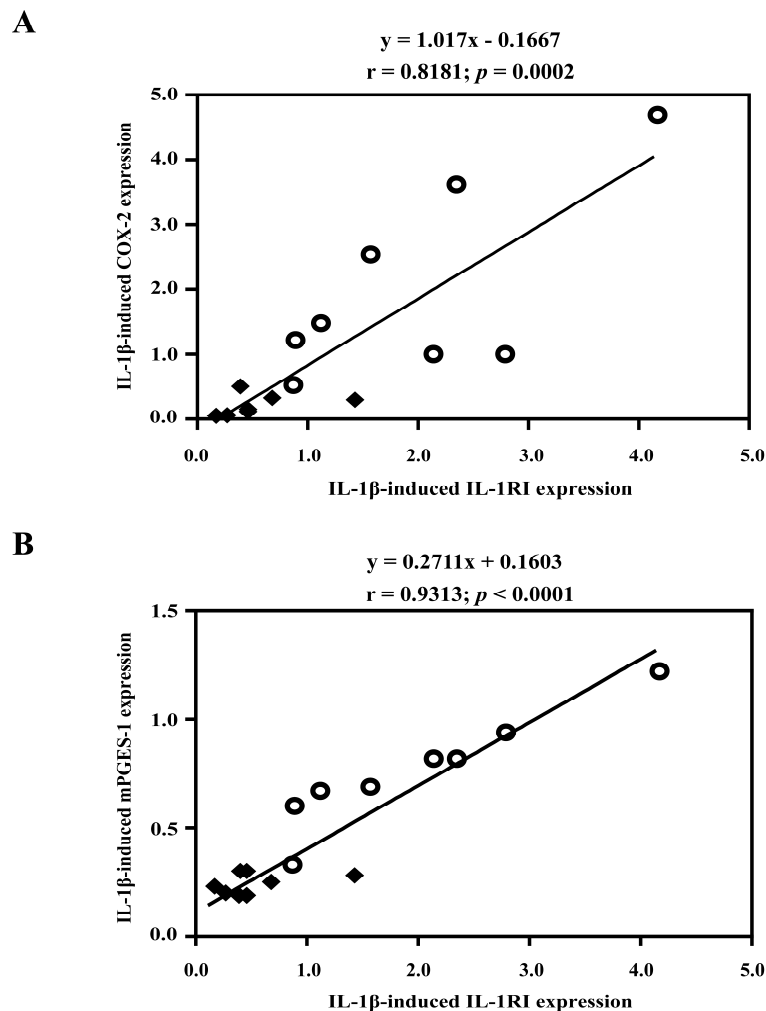 A
y = 1.017x - 0.1667
r = 0.8181; p = 0.0002
5.0
4.0
3.0
2.0
1.0
0.0
IL-1β-induced COX-2 expression
0.0 1.0 2.0 3.0 4.0 5.0
IL-1β-induced IL-1RI expression
B
y = 0.2711x + 0.1603
r = 0.9313; p < 0.0001
1.5
1.0
0.5
0.0
IL-1β-induced mPGES-1 expression
0.0 1.0 2.0 3.0 4.0 5.0
IL-1β-induced IL-1RI expression